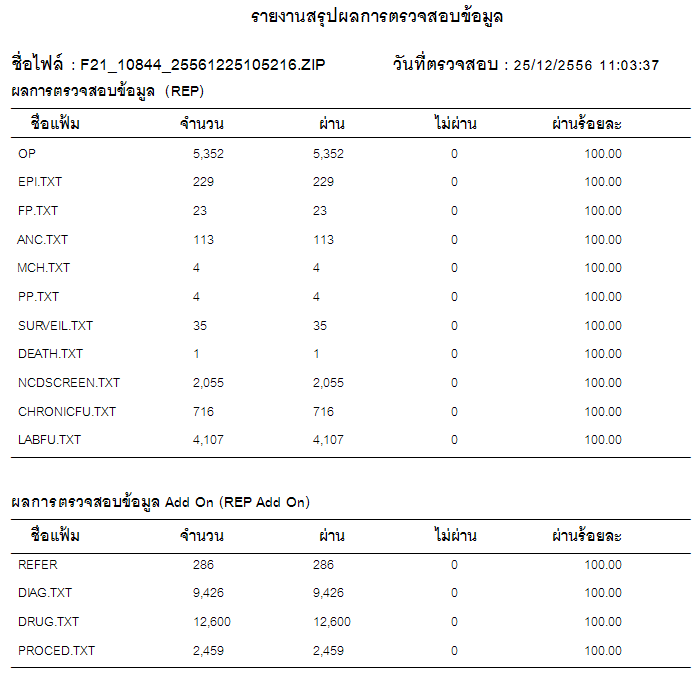 รายงานสรุปผลการตรวจสอบข้อมูล
ชื่อไฟล์ : F21_10844_25561225105216.ZIP วันที่ตรวจสอบ : 25/12/2556 11:03:37
ผลการตรวจสอบข้อมูล (REP)
ชื่อแฟ้ม จำนวน ผ่าน ไม่ผ่าน ผ่านร้อยละ
OP 5,352 5,352 0 100.00
EPI.TXT 229 229 0 100.00
FP.TXT 23 23 0 100.00
ANC.TXT 113 113 0 100.00
MCH.TXT 4 4 0 100.00
PP.TXT 4 4 0 100.00
SURVEIL.TXT 35 35 0 100.00
DEATH.TXT 1 1 0 100.00
NCDSCREEN.TXT 2,055 2,055 0 100.00
CHRONICFU.TXT 716 716 0 100.00
LABFU.TXT 4,107 4,107 0 100.00
ผลการตรวจสอบข้อมูล Add On (REP Add On)
ชื่อแฟ้ม จำนวน ผ่าน ไม่ผ่าน ผ่านร้อยละ
REFER 286 286 0 100.00
DIAG.TXT 9,426 9,426 0 100.00
DRUG.TXT 12,600 12,600 0 100.00
PROCED.TXT 2,459 2,459 0 100.00